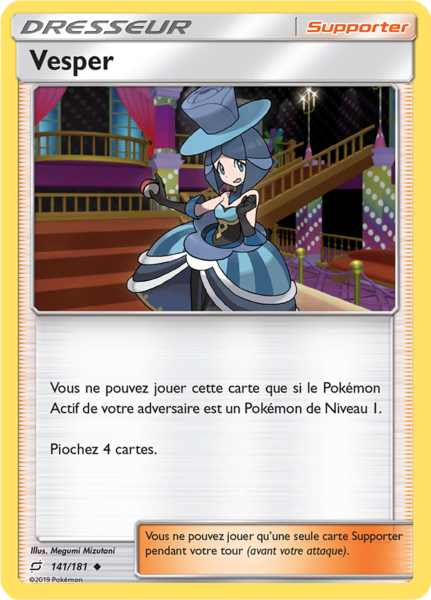 DRESSEUR
Supporter
Vesper
Vous ne pouvez jouer cette carte que si le Pokémon
Actif de votre adversaire est un Pokémon de Niveau 1.
Piochez 4 cartes.
Vous ne pouvez jouer qu'une seule carte Supporter
pendant votre tour (avant votre attaque).
Illus. Megumi Mizutani
141/181
©2019 Pokémon